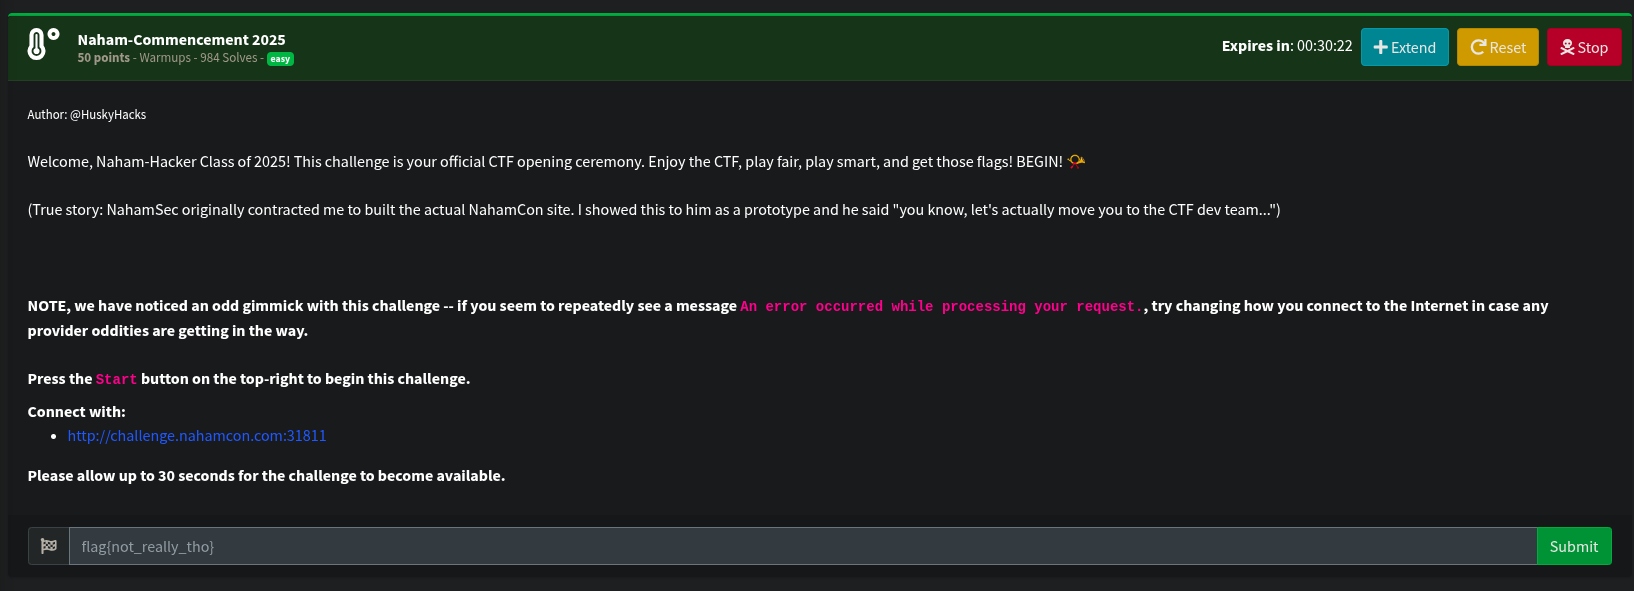 Naham-Commencement 2025
50 points - Warmups - 984 Solves - easy
Expires in: 00:30:22
Extend
Reset
Stop
Author: @HuskyHacks
Welcome, Naham-Hacker Class of 2025! This challenge is your official CTF opening ceremony. Enjoy the CTF, play fair, play smart, and get those flags! BEGIN! 📯
(True story: NahamSec originally contracted me to built the actual NahamCon site. I showed this to him as a prototype and he said "you know, let's actually move you to the CTF dev team...")
NOTE, we have noticed an odd gimmick with this challenge -- if you seem to repeatedly see a message An error occurred while processing your request., try changing how you connect to the Internet in case any
provider oddities are getting in the way.
Press the Start button on the top-right to begin this challenge.
Connect with:
• http://challenge.nahamcon.com:31811
Please allow up to 30 seconds for the challenge to become available.
flag{not_really_tho}
Submit